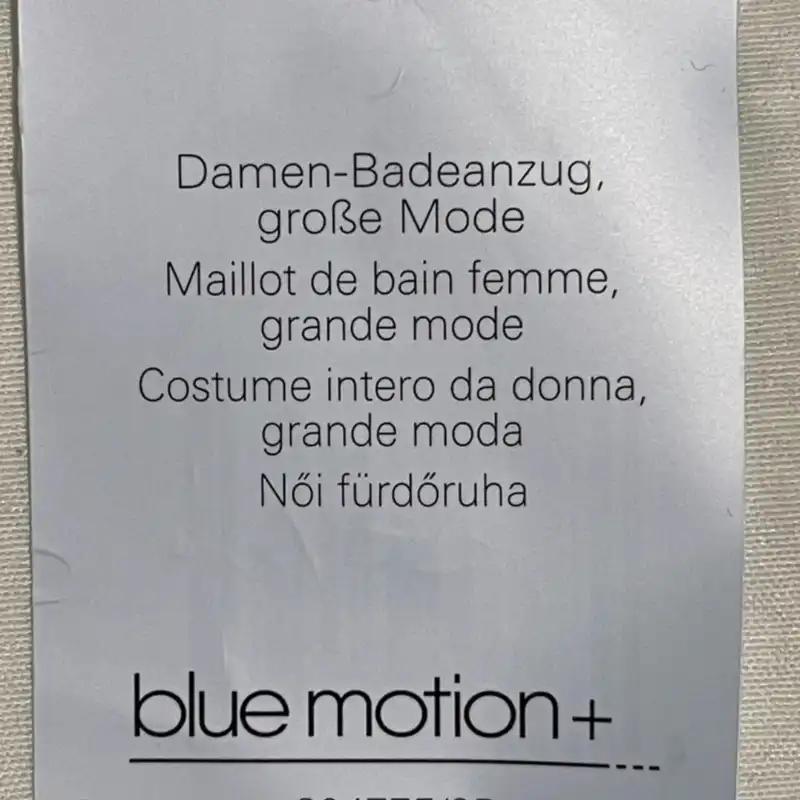 Damen-Badeanzug,
große Mode
Maillot de bain femme,
grande mode
Costume intero da donna,
grande moda
Női fürdőruha
blue motion+